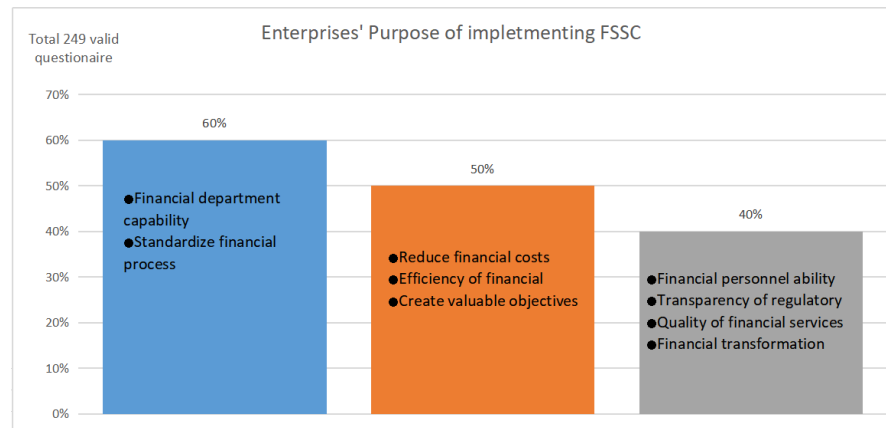 Enterprises' Purpose of impletmenting FSSC
Total 249 valid
questionaire
70%
60%
50%
40%
30%
20%
10%
0%
60%
●Financial department
capability
●Standardize financial
process
50%
●Reduce financial costs
●Efficiency of financial
●Create valuable objectives
40%
●Financial personnel ability
●Transparency of regulatory
●Quality of financial services
●Financial transformation